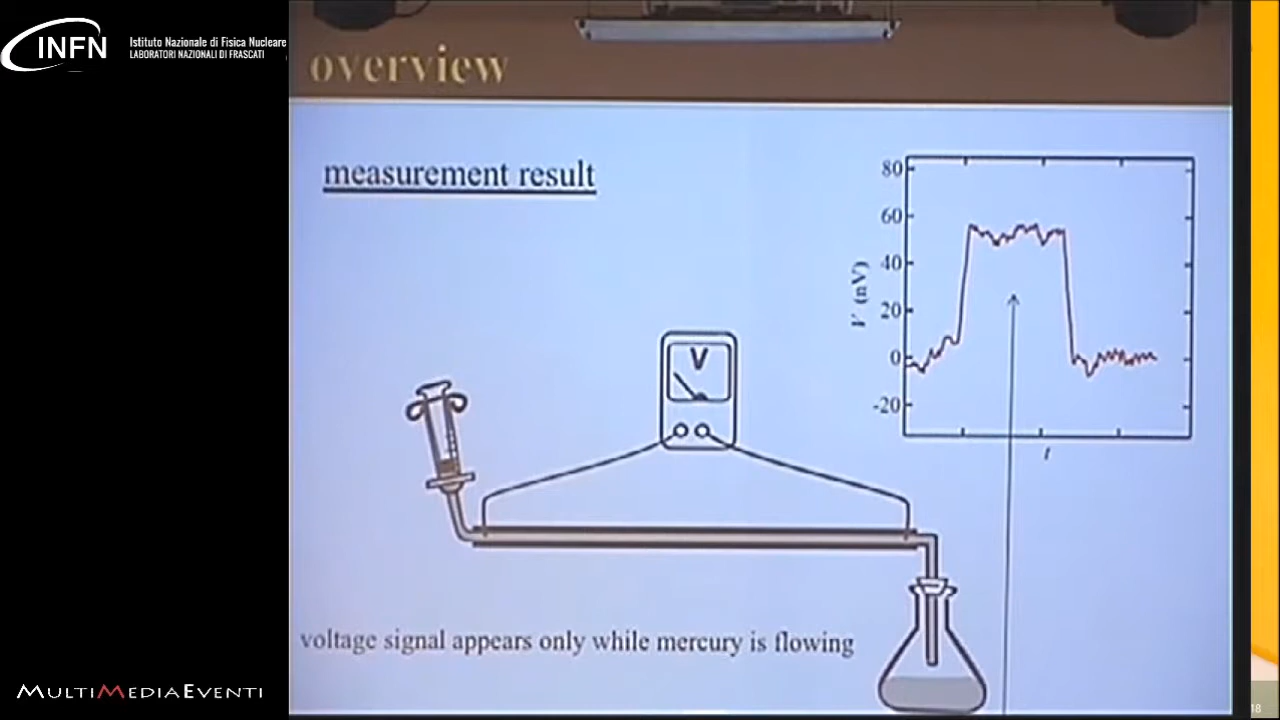 INFN
Istituto Nazionale di Fisica Nucleare
LABORATORI NAZIONALI DI FRASCATI
overview
measurement result
80
60
40
20
0
-20
V (nV)
t
V
voltage signal appears only while mercury is flowing
MULTIMEDIAEVENTI
18